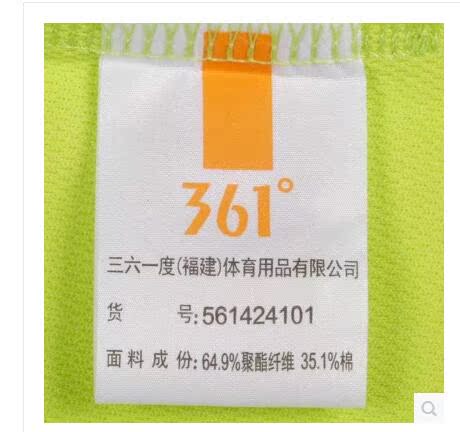 361°
三六一度(福建)体育用品有限公司
货 号:561424101
面 料 成 份:64.9%聚酯纤维 35.1%棉